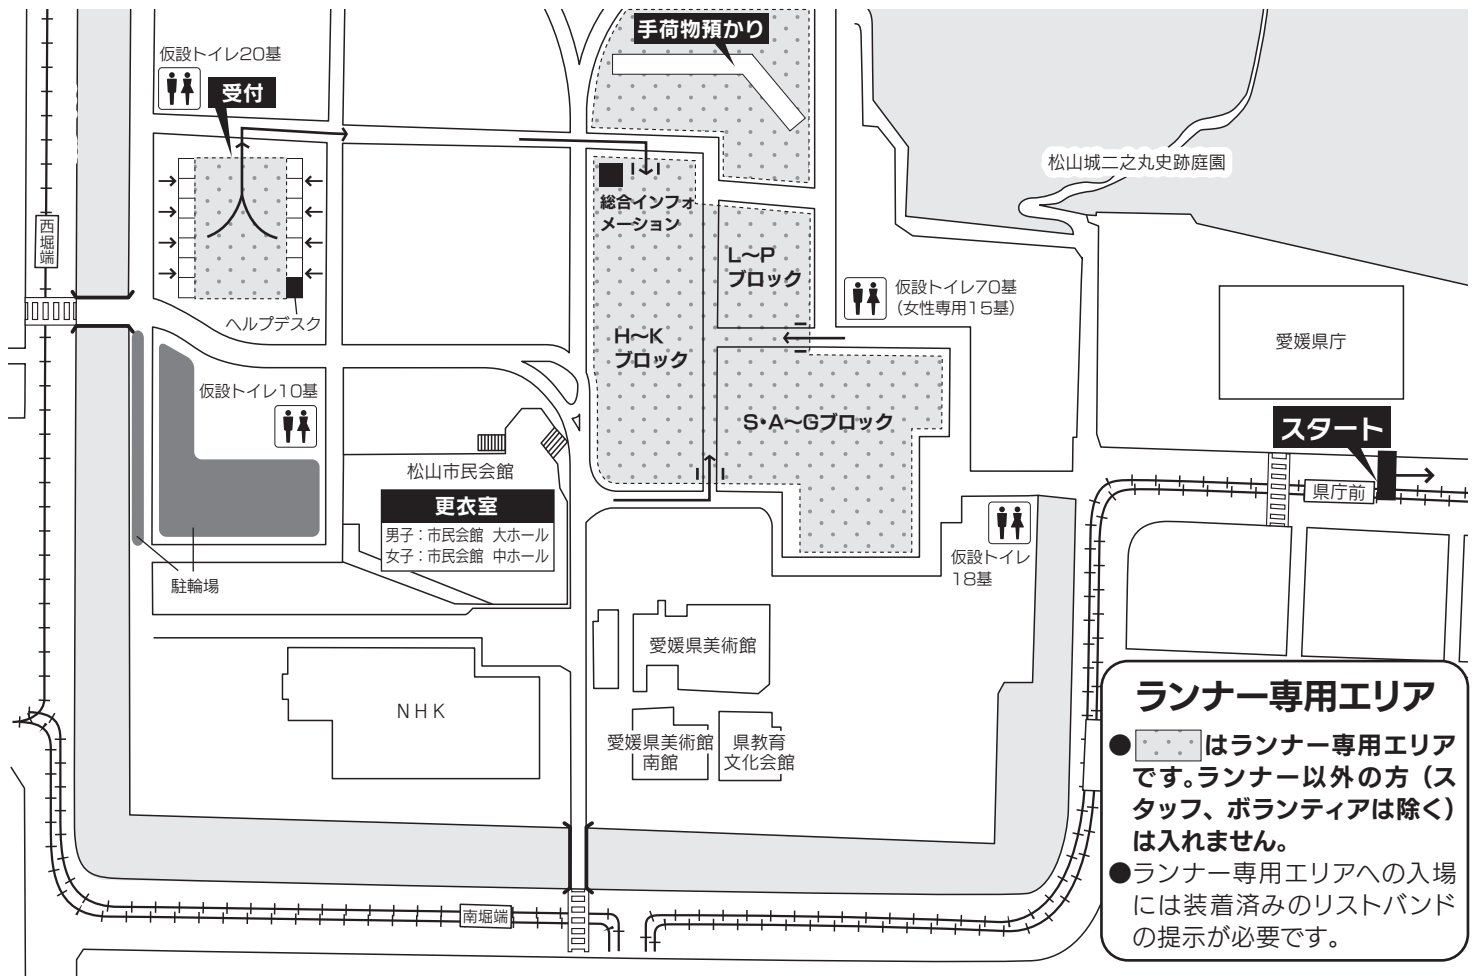 手荷物預かり
仮設トイレ20基
受付
松山城二之丸史跡庭園
総合インフォ
メーション
西堀端
L〜P
ブロック
仮設トイレ70基
(女性専用15基)
ヘルプデスク
H〜K
ブロック
愛媛県庁
仮設トイレ10基
S・A〜Gブロック
スタート
松山市民会館
更衣室
男子:市民会館 大ホール
女子:市民会館 中ホール
県庁前
仮設トイレ
18基
駐輪場
愛媛県美術館
NHK
愛媛県美術館
南館
県教育
文化会館
南堀端
ランナー専用エリア
●はランナー専用エリア
です。ランナー以外の方(ス
タッフ、ボランティアは除く)
は入れません。
●ランナー専用エリアへの入場
には装着済みのリストバンド
の提示が必要です。